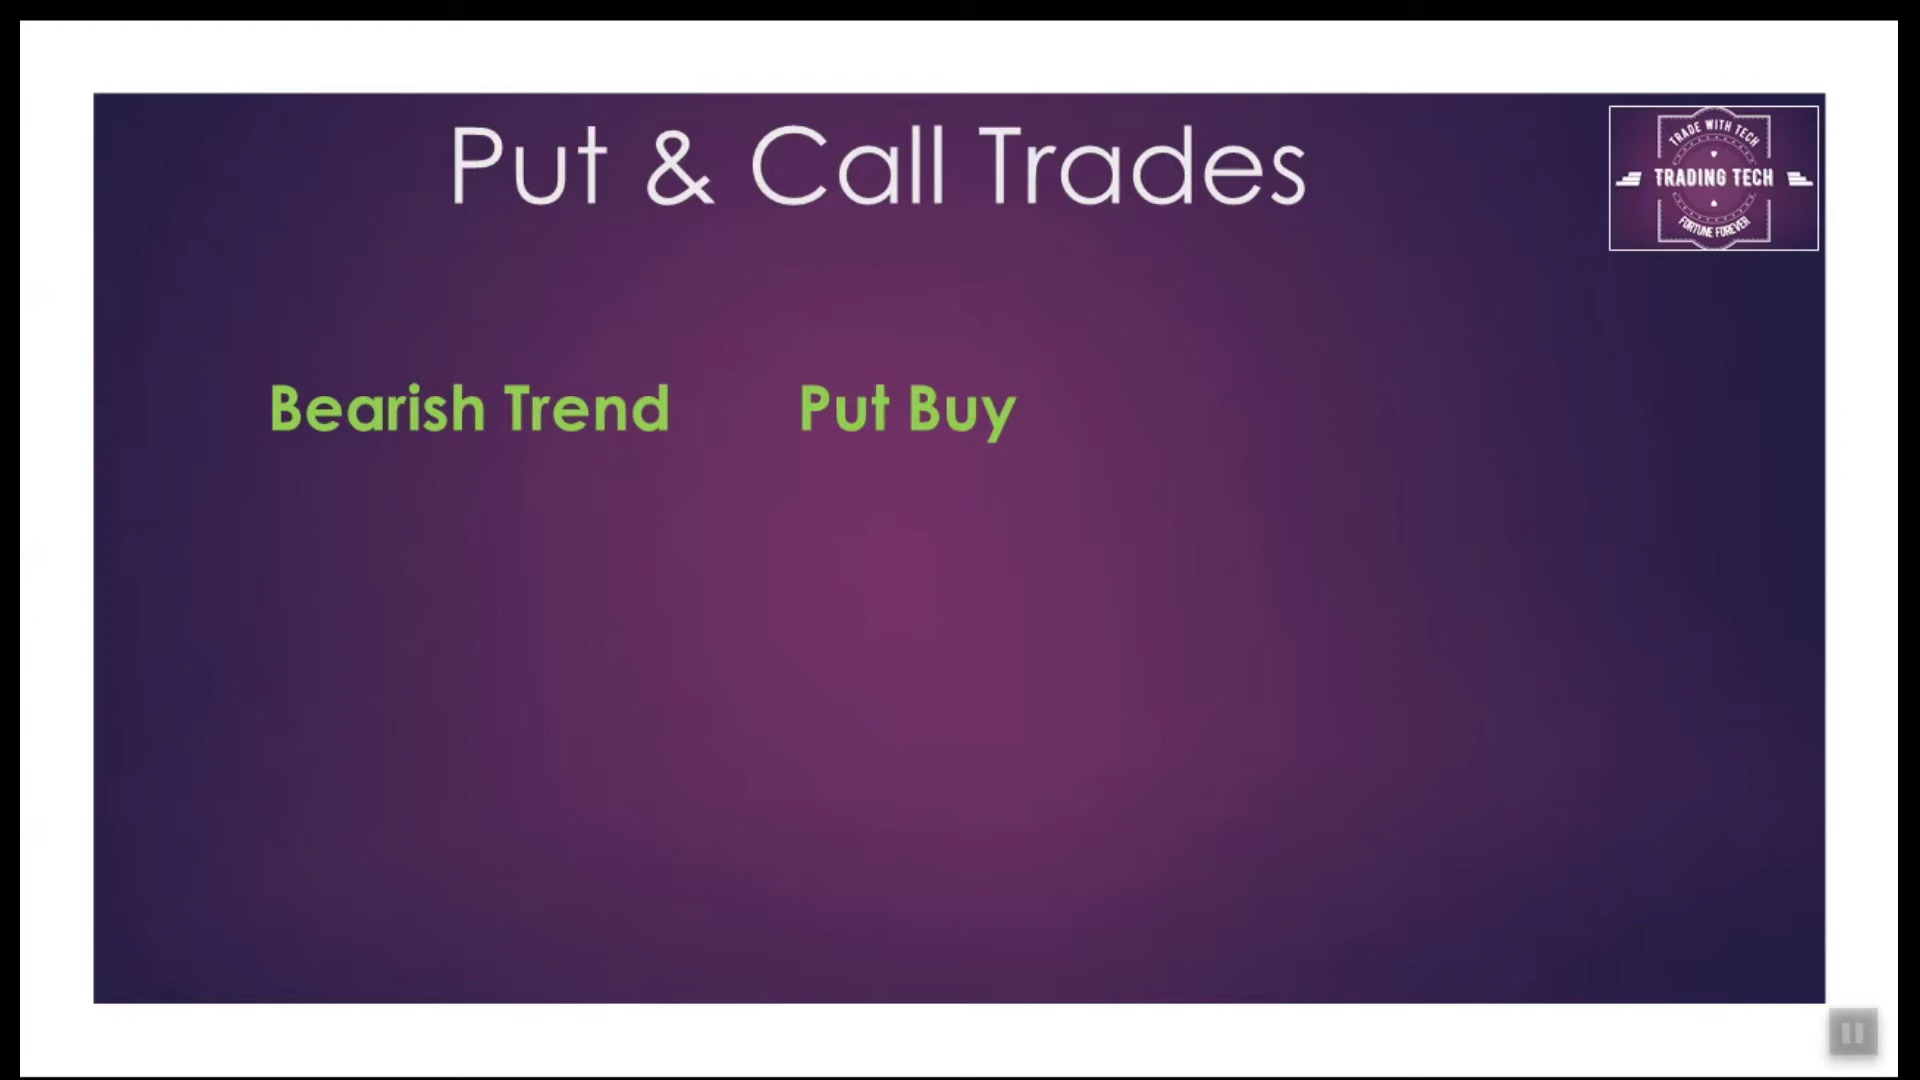 Put & Call Trades
TRADE WITH TECH
TRADING TECH
FORTUNE FOREVER
Bearish Trend Put Buy